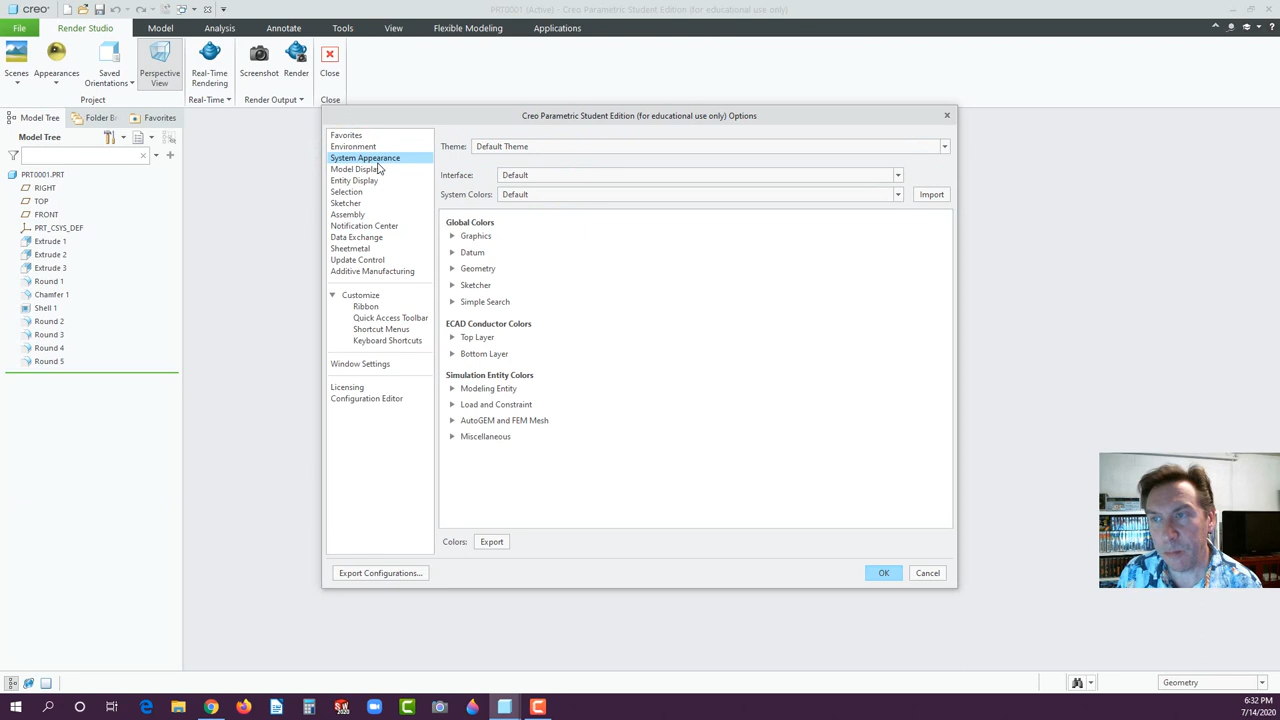 creo
PRT0001 (Active) - Creo Parametric Student Edition (for educational use only)
File Render Studio Model Analysis Annotate Tools View Flexible Modeling Applications
Scenes Appearances Saved Orientations Perspective View Real-Time Rendering Screenshot Render Close
Project Real-Time Render Output Close
Model Tree Folder B Favorites
Model Tree
PRT0001.PRT
RIGHT
TOP
FRONT
PRT_CSYS_DEF
Extrude 1
Extrude 2
Extrude 3
Round 1
Chamfer 1
Shell 1
Round 2
Round 3
Round 4
Round 5
Creo Parametric Student Edition (for educational use only) Options
Favorites
Environment
System Appearance
Model Display
Entity Display
Selection
Sketcher
Assembly
Notification Center
Data Exchange
Sheetmetal
Update Control
Additive Manufacturing
Customize
Ribbon
Quick Access Toolbar
Shortcut Menus
Keyboard Shortcuts
Window Settings
Licensing
Configuration Editor
Theme: Default Theme
Interface: Default
System Colors: Default Import
Global Colors
Graphics
Datum
Geometry
Sketcher
Simple Search
ECAD Conductor Colors
Top Layer
Bottom Layer
Simulation Entity Colors
Modeling Entity
Load and Constraint
AutoGEM and FEM Mesh
Miscellaneous
Colors: Export
Export Configurations... OK Cancel
Geometry
6:32 PM
7/14/2020